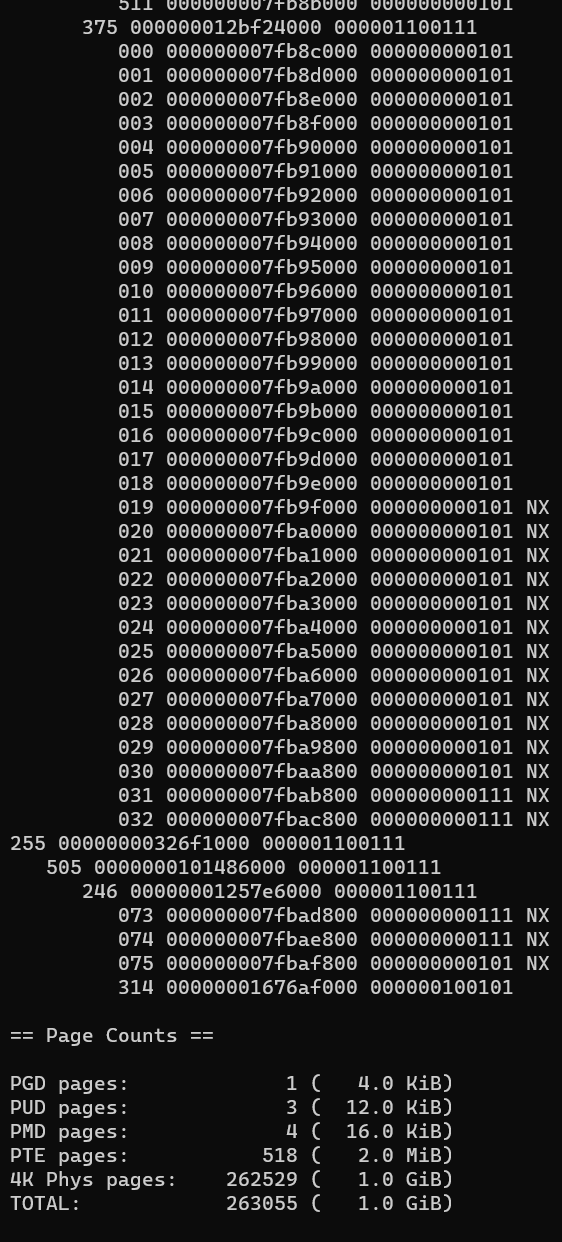 511 000000007fb8b000 000000000101
375 000000012bf24000 000001100111
000 000000007fb8c000 000000000101
001 000000007fb8d000 000000000101
002 000000007fb8e000 000000000101
003 000000007fb8f000 000000000101
004 000000007fb90000 000000000101
005 000000007fb91000 000000000101
006 000000007fb92000 000000000101
007 000000007fb93000 000000000101
008 000000007fb94000 000000000101
009 000000007fb95000 000000000101
010 000000007fb96000 000000000101
011 000000007fb97000 000000000101
012 000000007fb98000 000000000101
013 000000007fb99000 000000000101
014 000000007fb9a000 000000000101
015 000000007fb9b000 000000000101
016 000000007fb9c000 000000000101
017 000000007fb9d000 000000000101
018 000000007fb9e000 000000000101
019 000000007fb9f000 000000000101 NX
020 000000007fba0000 000000000101 NX
021 000000007fba1000 000000000101 NX
022 000000007fba2000 000000000101 NX
023 000000007fba3000 000000000101 NX
024 000000007fba4000 000000000101 NX
025 000000007fba5000 000000000101 NX
026 000000007fba6000 000000000101 NX
027 000000007fba7000 000000000101 NX
028 000000007fba8000 000000000101 NX
029 000000007fba9800 000000000101 NX
030 000000007fbaa800 000000000101 NX
031 000000007fbab800 000000000111 NX
032 000000007fbac800 000000000111 NX
255 00000000326f1000 000001100111
505 0000000101486000 000001100111
246 00000001257e6000 000001100111
073 000000007fbad800 000000000111 NX
074 000000007fbae800 000000000111 NX
075 000000007fbaf800 000000000101 NX
314 00000001676af000 000000100101
== Page Counts ==
PGD pages: 1 ( 4.0 KiB)
PUD pages: 3 ( 12.0 KiB)
PMD pages: 4 ( 16.0 KiB)
PTE pages: 518 ( 2.0 MiB)
4K Phys pages: 262529 ( 1.0 GiB)
TOTAL: 263055 ( 1.0 GiB)